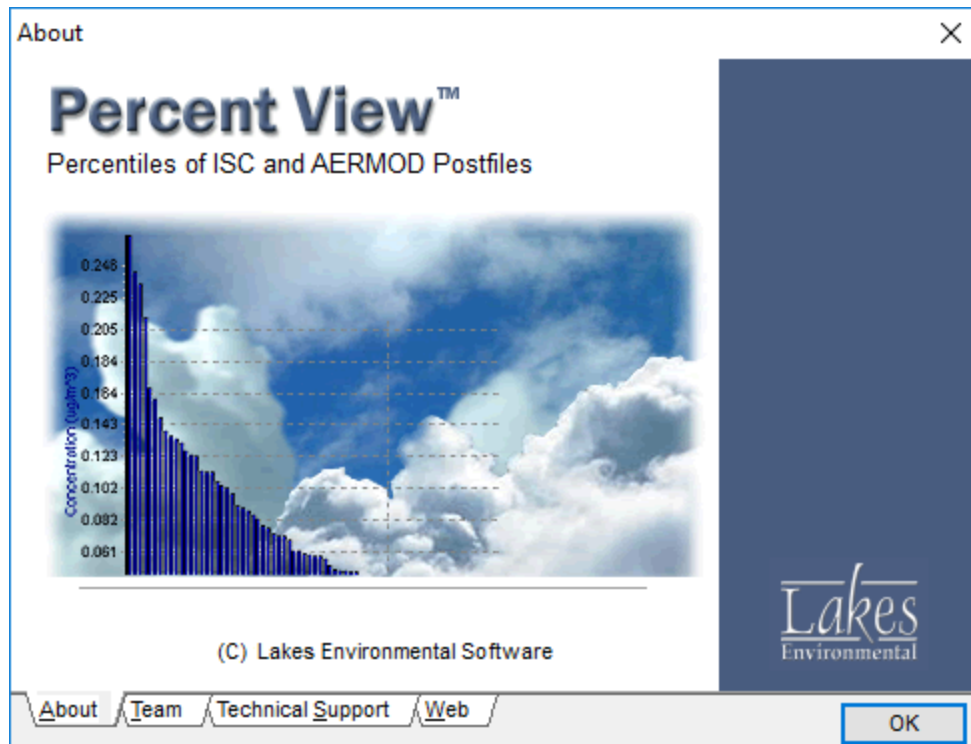 About
Percent View™
Percentiles of ISC and AERMOD Postfiles
0.246
0.225
0.205
0.184
0.164
0.143
0.123
0.102
0.082
0.061
Concentration (ug/m^3)
(C) Lakes Environmental Software
Lakes
Environmental
About Team Technical Support Web
OK